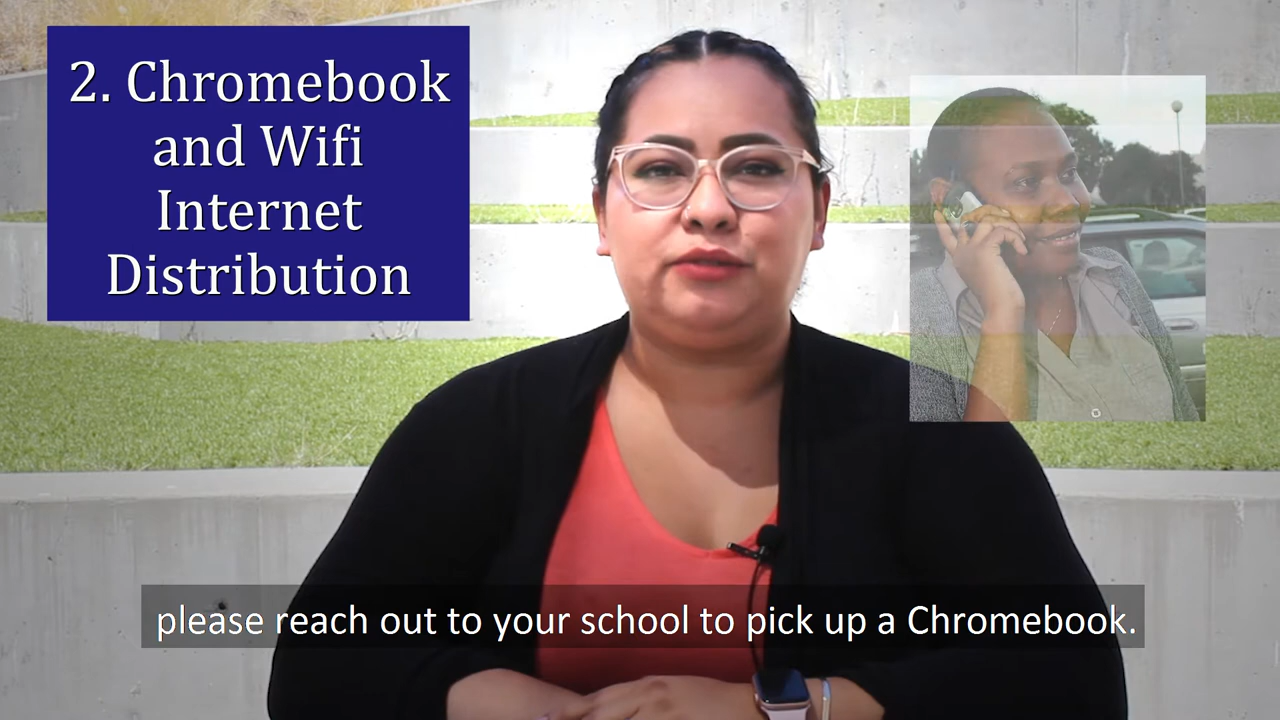 2. Chromebook
and Wifi
Internet
Distribution
please reach out to your school to pick up a Chromebook.